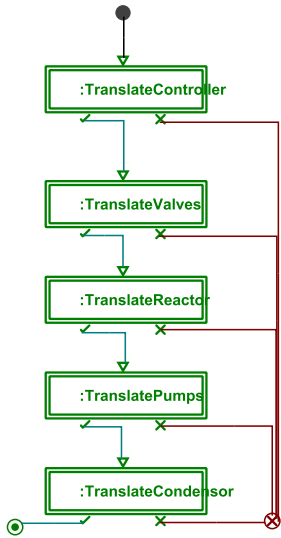 :TranslateController
:TranslateValves
:TranslateReactor
:TranslatePumps
:TranslateCondensor